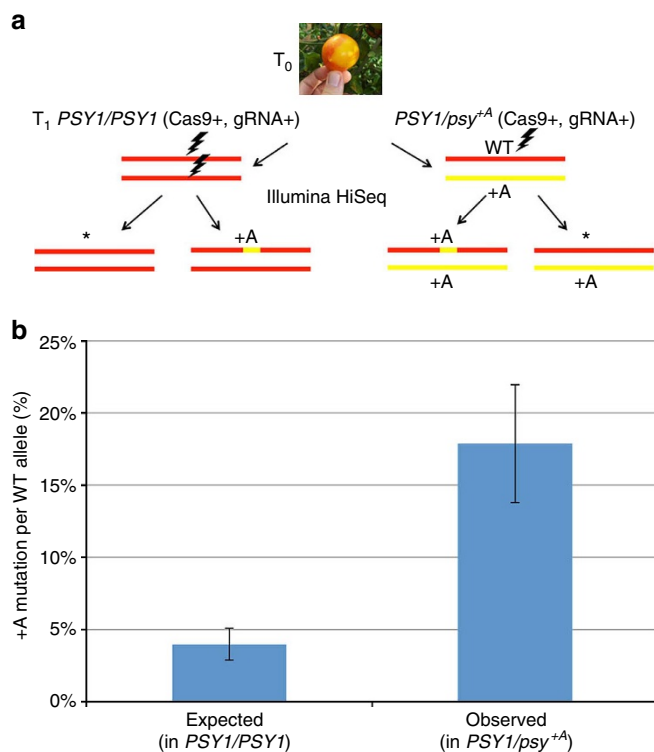 a
T0
T1 PSY1/PSY1 (Cas9+, gRNA+)
PSY1/psy+A (Cas9+, gRNA+)
WT
+A
Illumina HiSeq
*
+A
+A
*
+A
+A
b
25%
20%
15%
10%
5%
0%
+A mutation per WT allele (%)
Expected
(in PSY1/PSY1)
Observed
(in PSY1/psy+A)